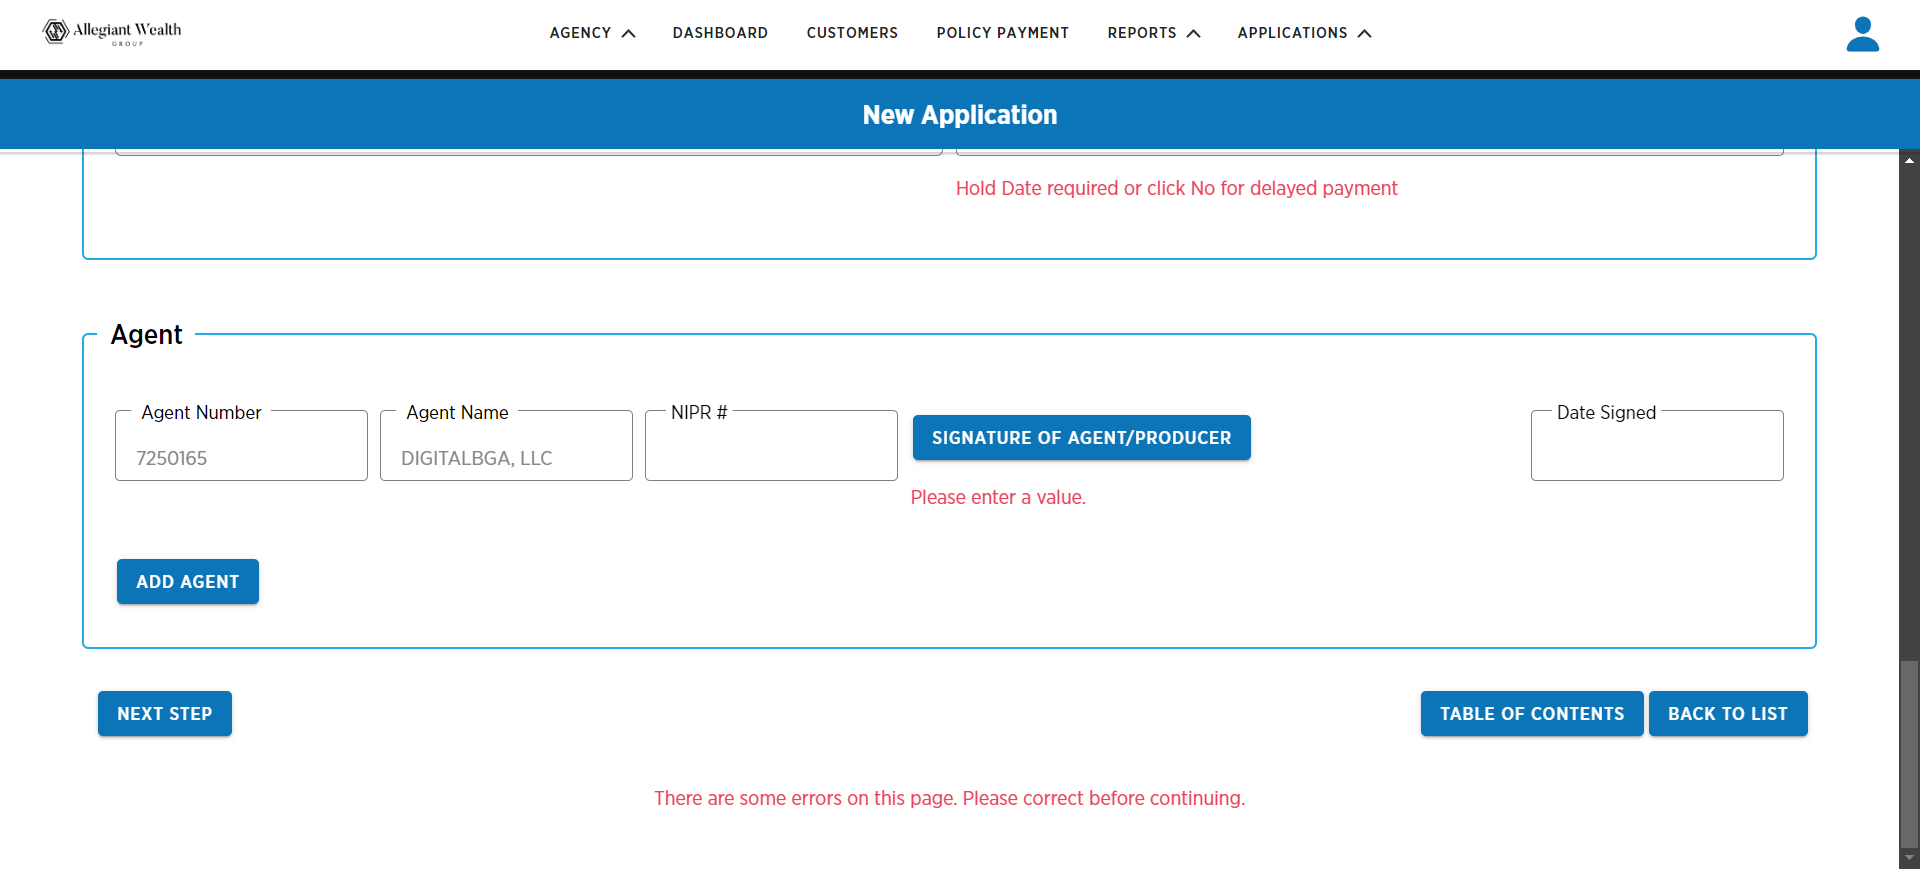 Allegiant Wealth
GROUP
AGENCY DASHBOARD CUSTOMERS POLICY PAYMENT REPORTS APPLICATIONS
New Application
Hold Date required or click No for delayed payment
Agent
Agent Number Agent Name NIPR # Date Signed
7250165 DIGITALBGA, LLC SIGNATURE OF AGENT/PRODUCER
Please enter a value.
ADD AGENT
NEXT STEP TABLE OF CONTENTS BACK TO LIST
There are some errors on this page. Please correct before continuing.